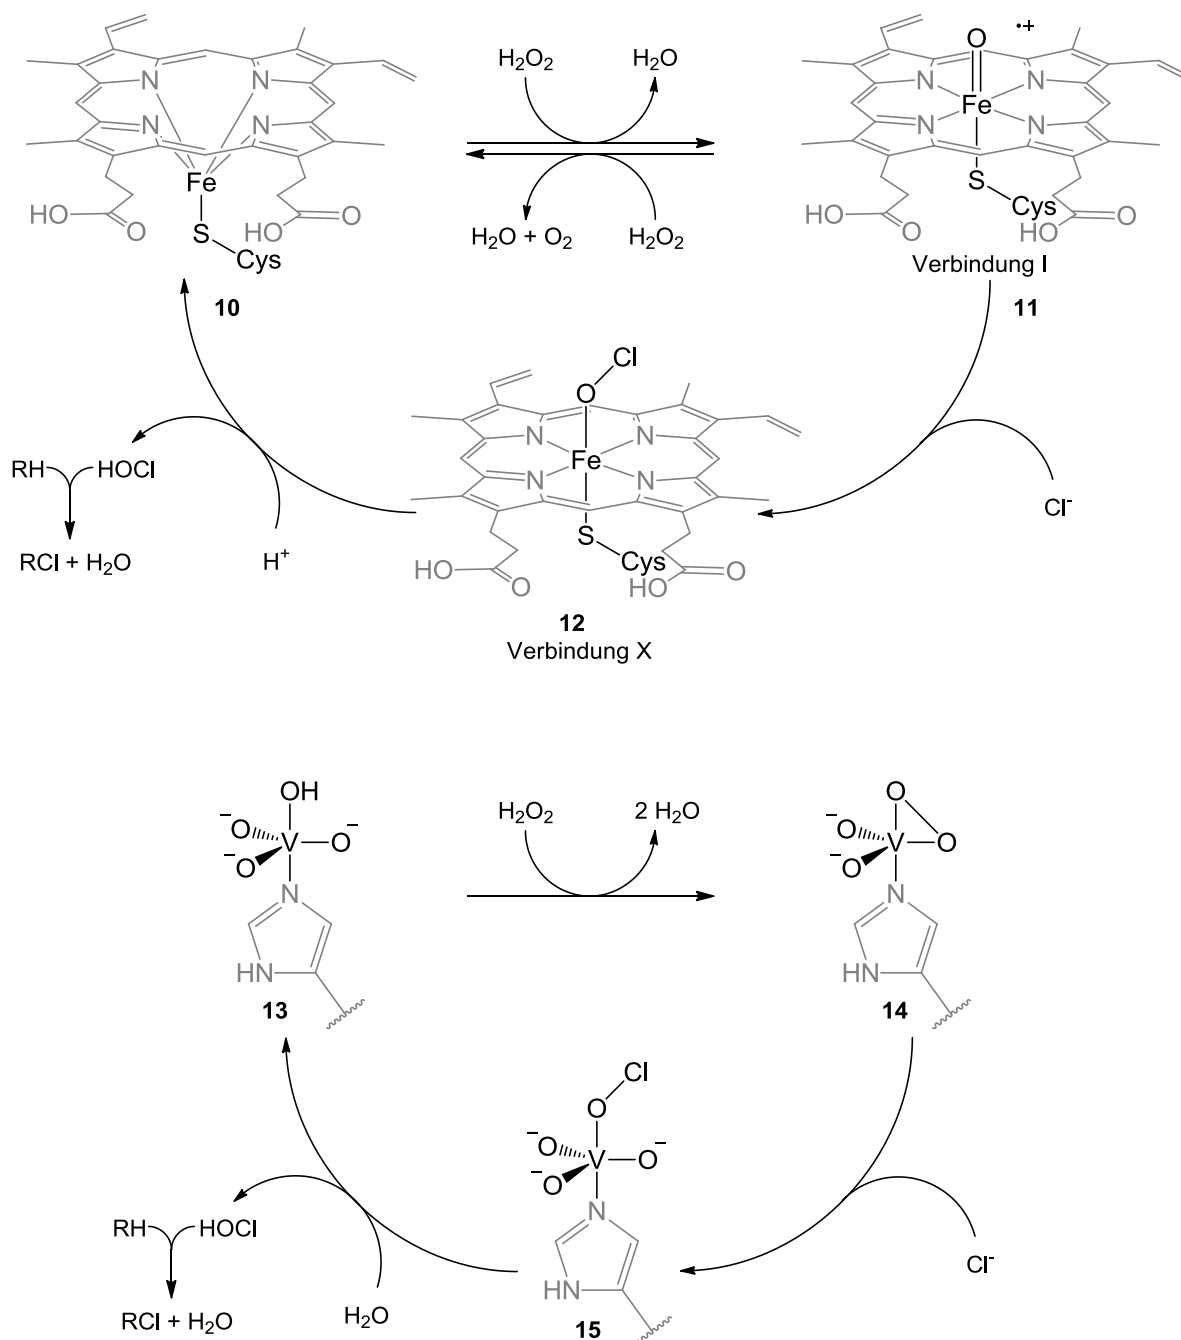 H₂O₂ H₂O
N N N N Fe S Cys HO O HO O
10
H₂O + O₂ H₂O₂
O •+ N N N N Fe S Cys HO O HO O
Verbindung I
11
Cl⁻
Cl O N N N N Fe S Cys HO O HO O
12
Verbindung X
H⁺
RH HOCl
RCl + H₂O
OH ⁻O ⁻O V O⁻ N HN
13
H₂O₂ 2 H₂O
O O ⁻O ⁻O V N HN
14
Cl⁻
Cl O ⁻O ⁻O V O⁻ N HN
15
H₂O
RH HOCl
RCl + H₂O